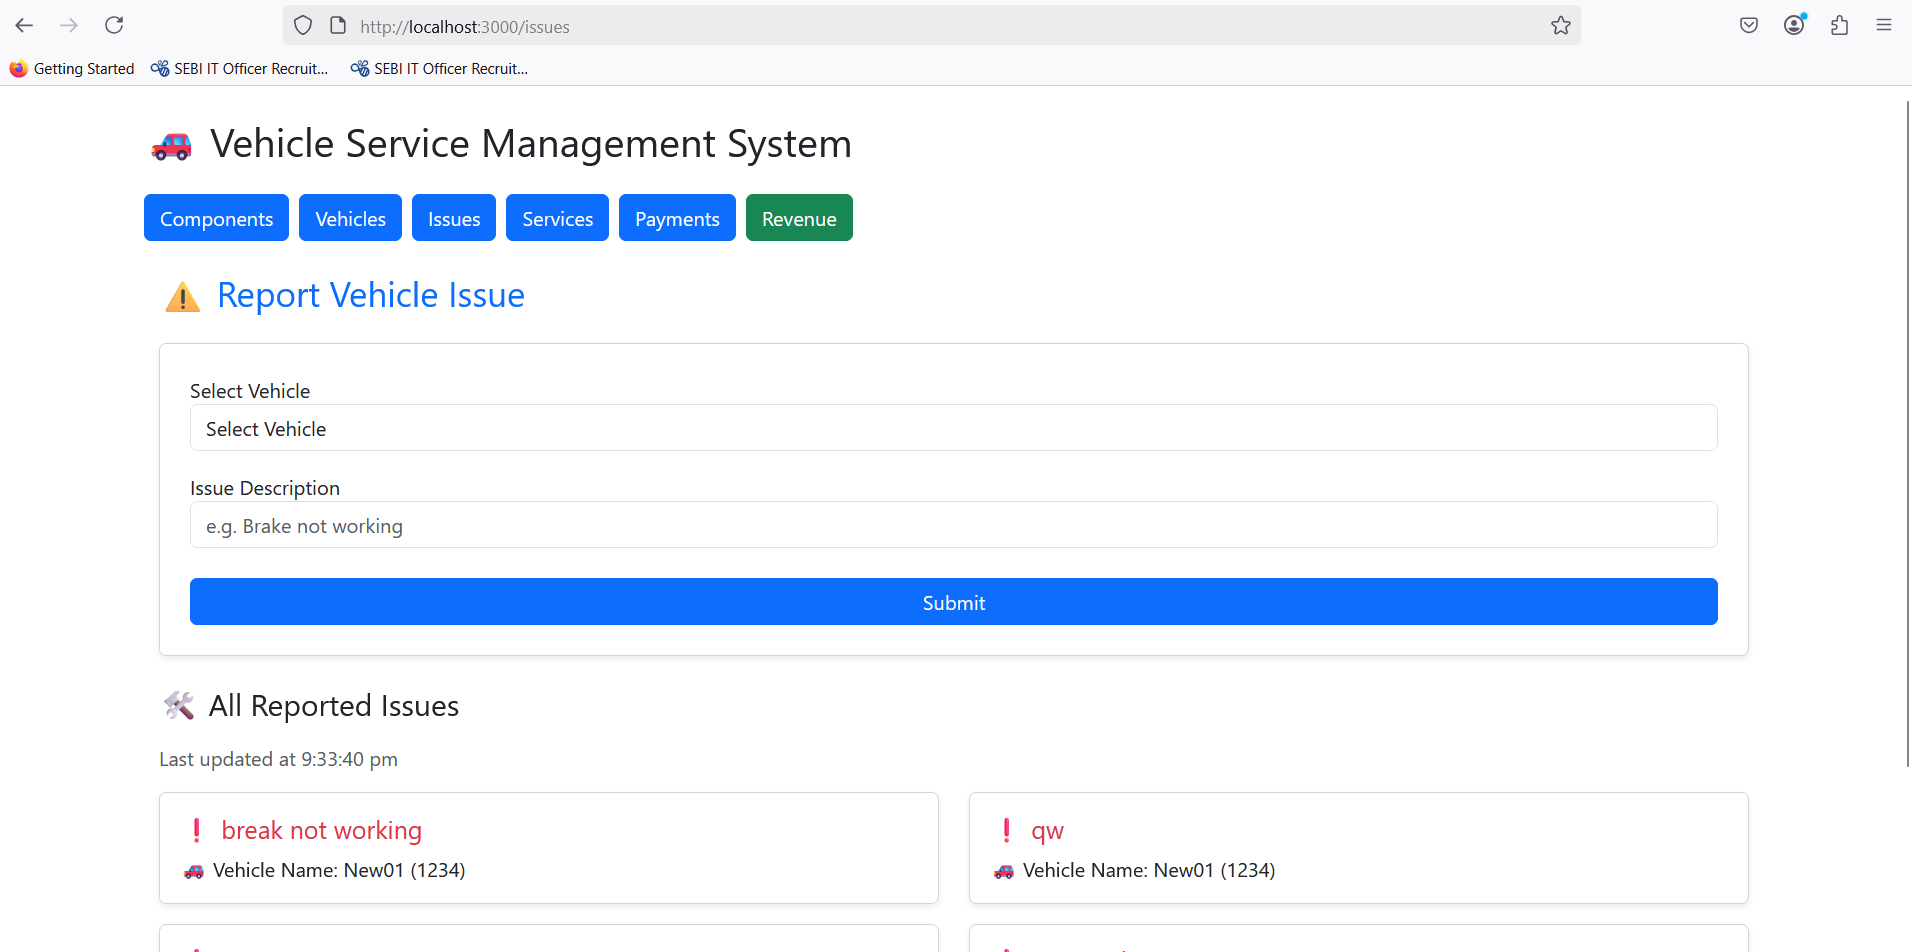 http://localhost:3000/issues
Getting Started SEBI IT Officer Recruit... SEBI IT Officer Recruit...
Vehicle Service Management System
Components Vehicles Issues Services Payments Revenue
Report Vehicle Issue
Select Vehicle
Select Vehicle
Issue Description
e.g. Brake not working
Submit
All Reported Issues
Last updated at 9:33:40 pm
break not working
Vehicle Name: New01 (1234)
qw
Vehicle Name: New01 (1234)